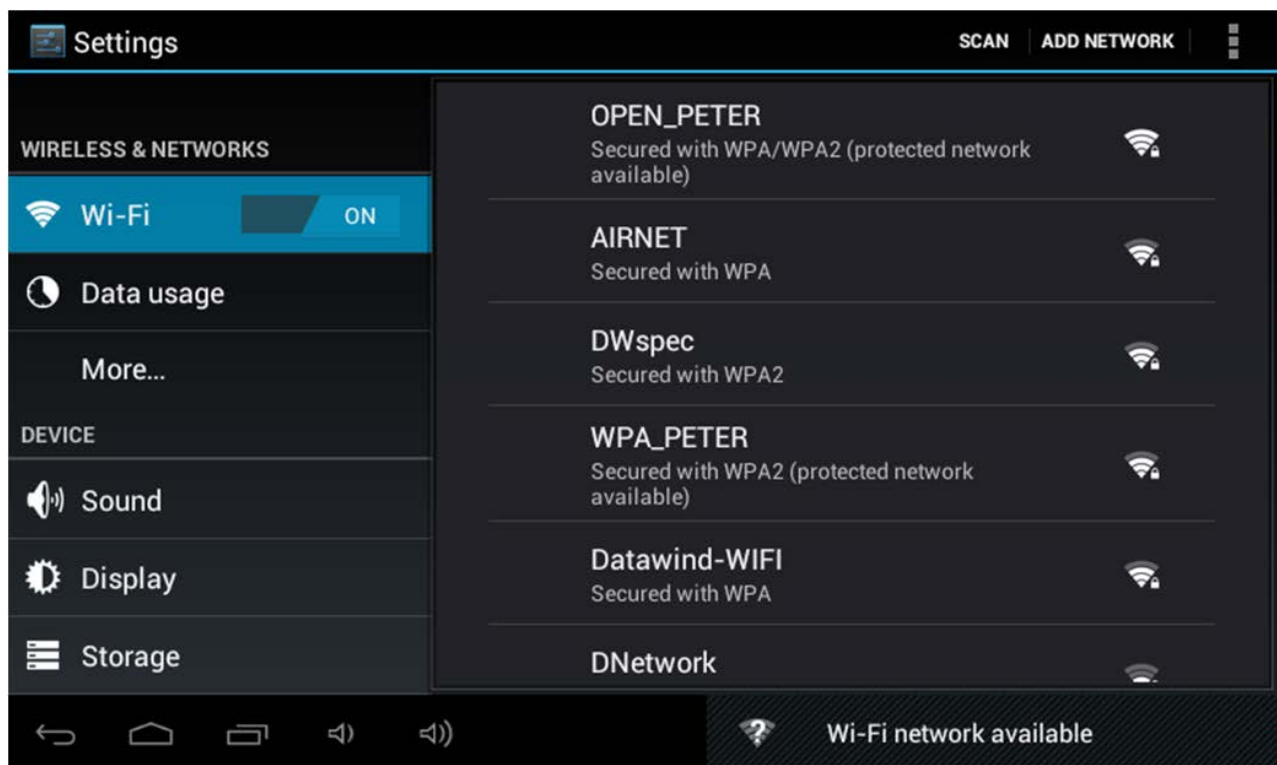 Settings
SCAN
ADD NETWORK
WIRELESS & NETWORKS
Wi-Fi
ON
Data usage
More...
DEVICE
Sound
Display
Storage
OPEN_PETER
Secured with WPA/WPA2 (protected network
available)
AIRNET
Secured with WPA
DWspec
Secured with WPA2
WPA_PETER
Secured with WPA2 (protected network
available)
Datawind-WIFI
Secured with WPA
DNetwork
Wi-Fi network available